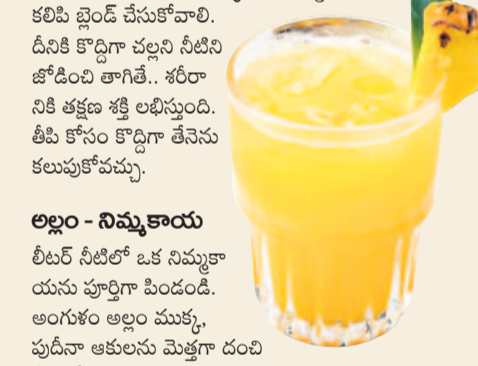 కలిపి బ్లెండ్ చేసుకోవాలి.
దీనికి కొద్దిగా చల్లని నీటిని
జోడించి తాగితే.. శరీరా
నికి తక్షణ శక్తి లభిస్తుంది.
తీపి కోసం కొద్దిగా తేనెను
కలుపుకోవచ్చు.
అల్లం - నిమ్మకాయ
లీటర్ నీటిలో ఒక నిమ్మకా
యను పూర్తిగా పిండండి.
అంగుళం అల్లం ముక్క,
పుదీనా ఆకులను మెత్తగా దంచి